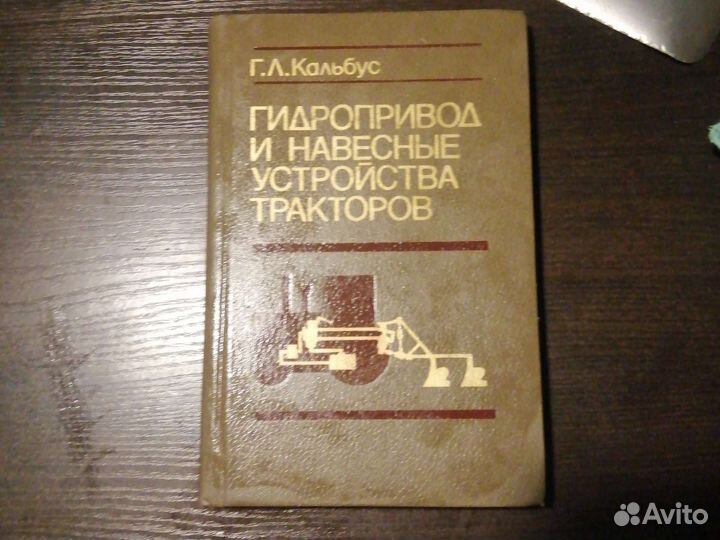 Г.Л.Кальбус
ГИДРОПРИВОД
И НАВЕСНЫЕ
УСТРОЙСТВА
ТРАКТОРОВ
Avito